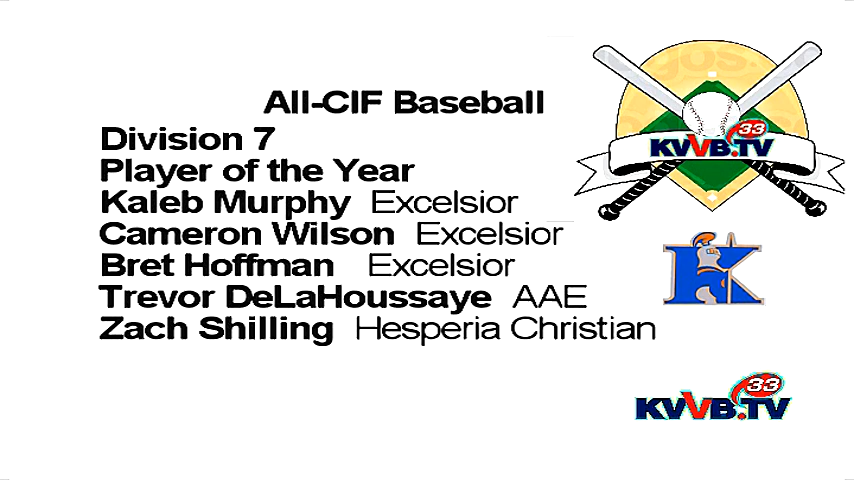 All-CIF Baseball
Division 7
Player of the Year
Kaleb Murphy Excelsior
Cameron Wilson Excelsior
Bret Hoffman Excelsior
Trevor DeLaHoussaye AAE
Zach Shilling Hesperia Christian
33
KVVB.TV
K
33
KVVB.TV